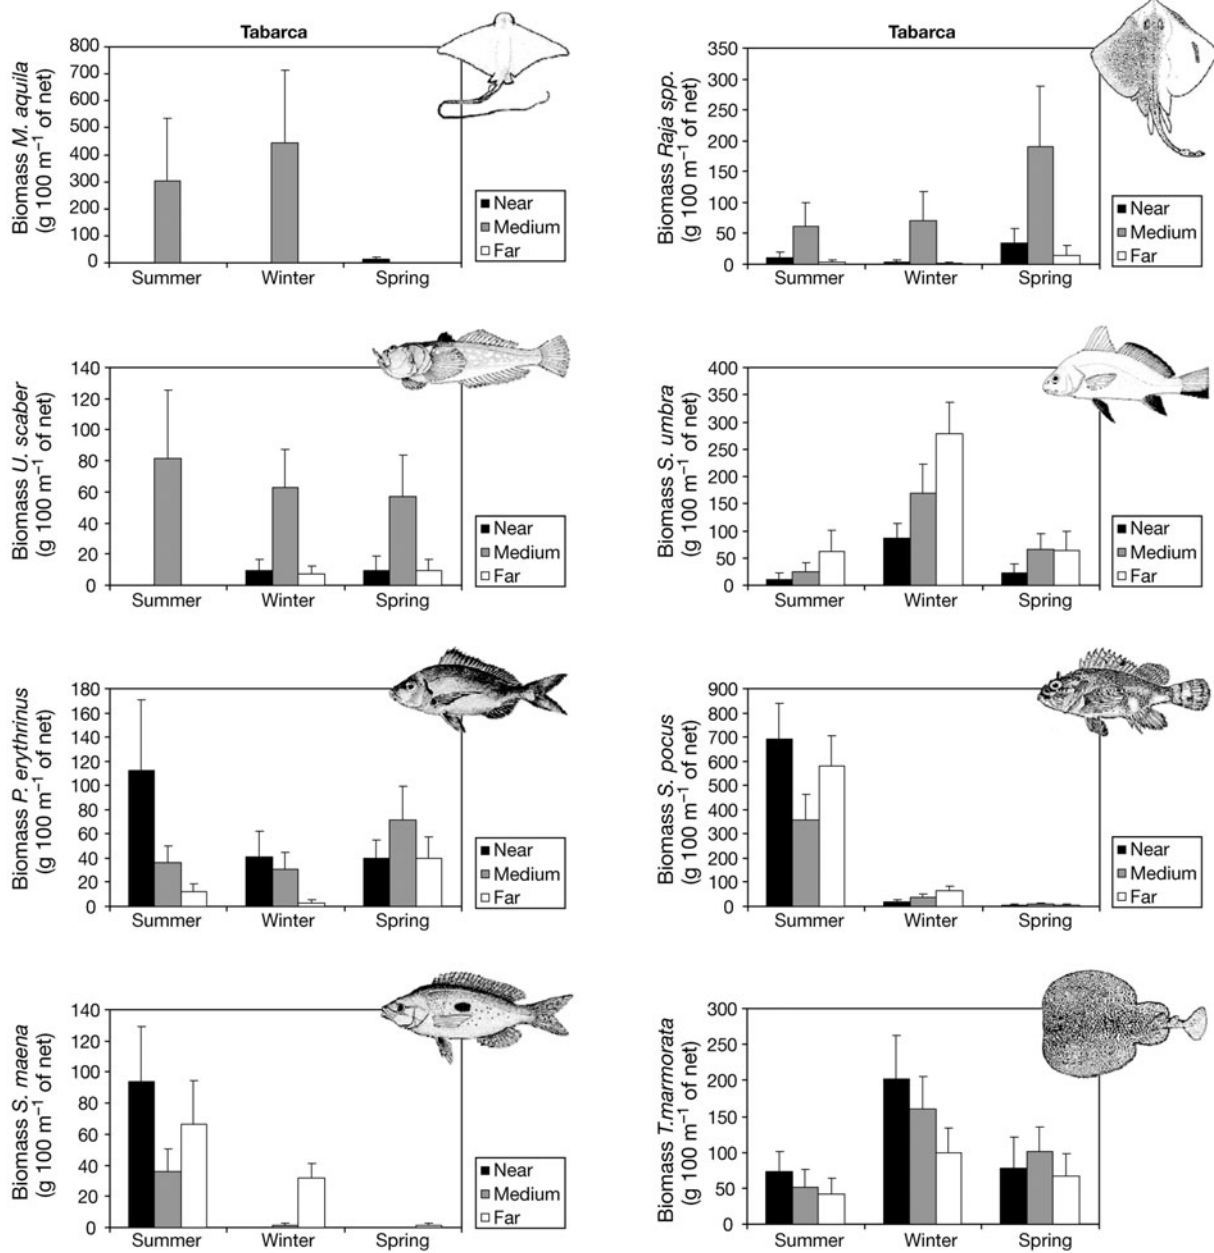 Tabarca
Biomass M. aquila
(g 100 m⁻¹ of net)
800
700
600
500
400
300
200
100
0
Summer Winter Spring
Near
Medium
Far
Tabarca
Biomass Raja spp.
(g 100 m⁻¹ of net)
350
300
250
200
150
100
50
0
Summer Winter Spring
Near
Medium
Far
Biomass U. scaber
(g 100 m⁻¹ of net)
140
120
100
80
60
40
20
0
Summer Winter Spring
Near
Medium
Far
Biomass S. umbra
(g 100 m⁻¹ of net)
400
350
300
250
200
150
100
50
0
Summer Winter Spring
Near
Medium
Far
Biomass P. erythrinus
(g 100 m⁻¹ of net)
180
160
140
120
100
80
60
40
20
0
Summer Winter Spring
Near
Medium
Far
Biomass S. pocus
(g 100 m⁻¹ of net)
900
800
700
600
500
400
300
200
100
0
Summer Winter Spring
Near
Medium
Far
Biomass S. maena
(g 100 m⁻¹ of net)
140
120
100
80
60
40
20
0
Summer Winter Spring
Near
Medium
Far
Biomass T.marmorata
(g 100 m⁻¹ of net)
300
250
200
150
100
50
0
Summer Winter Spring
Near
Medium
Far